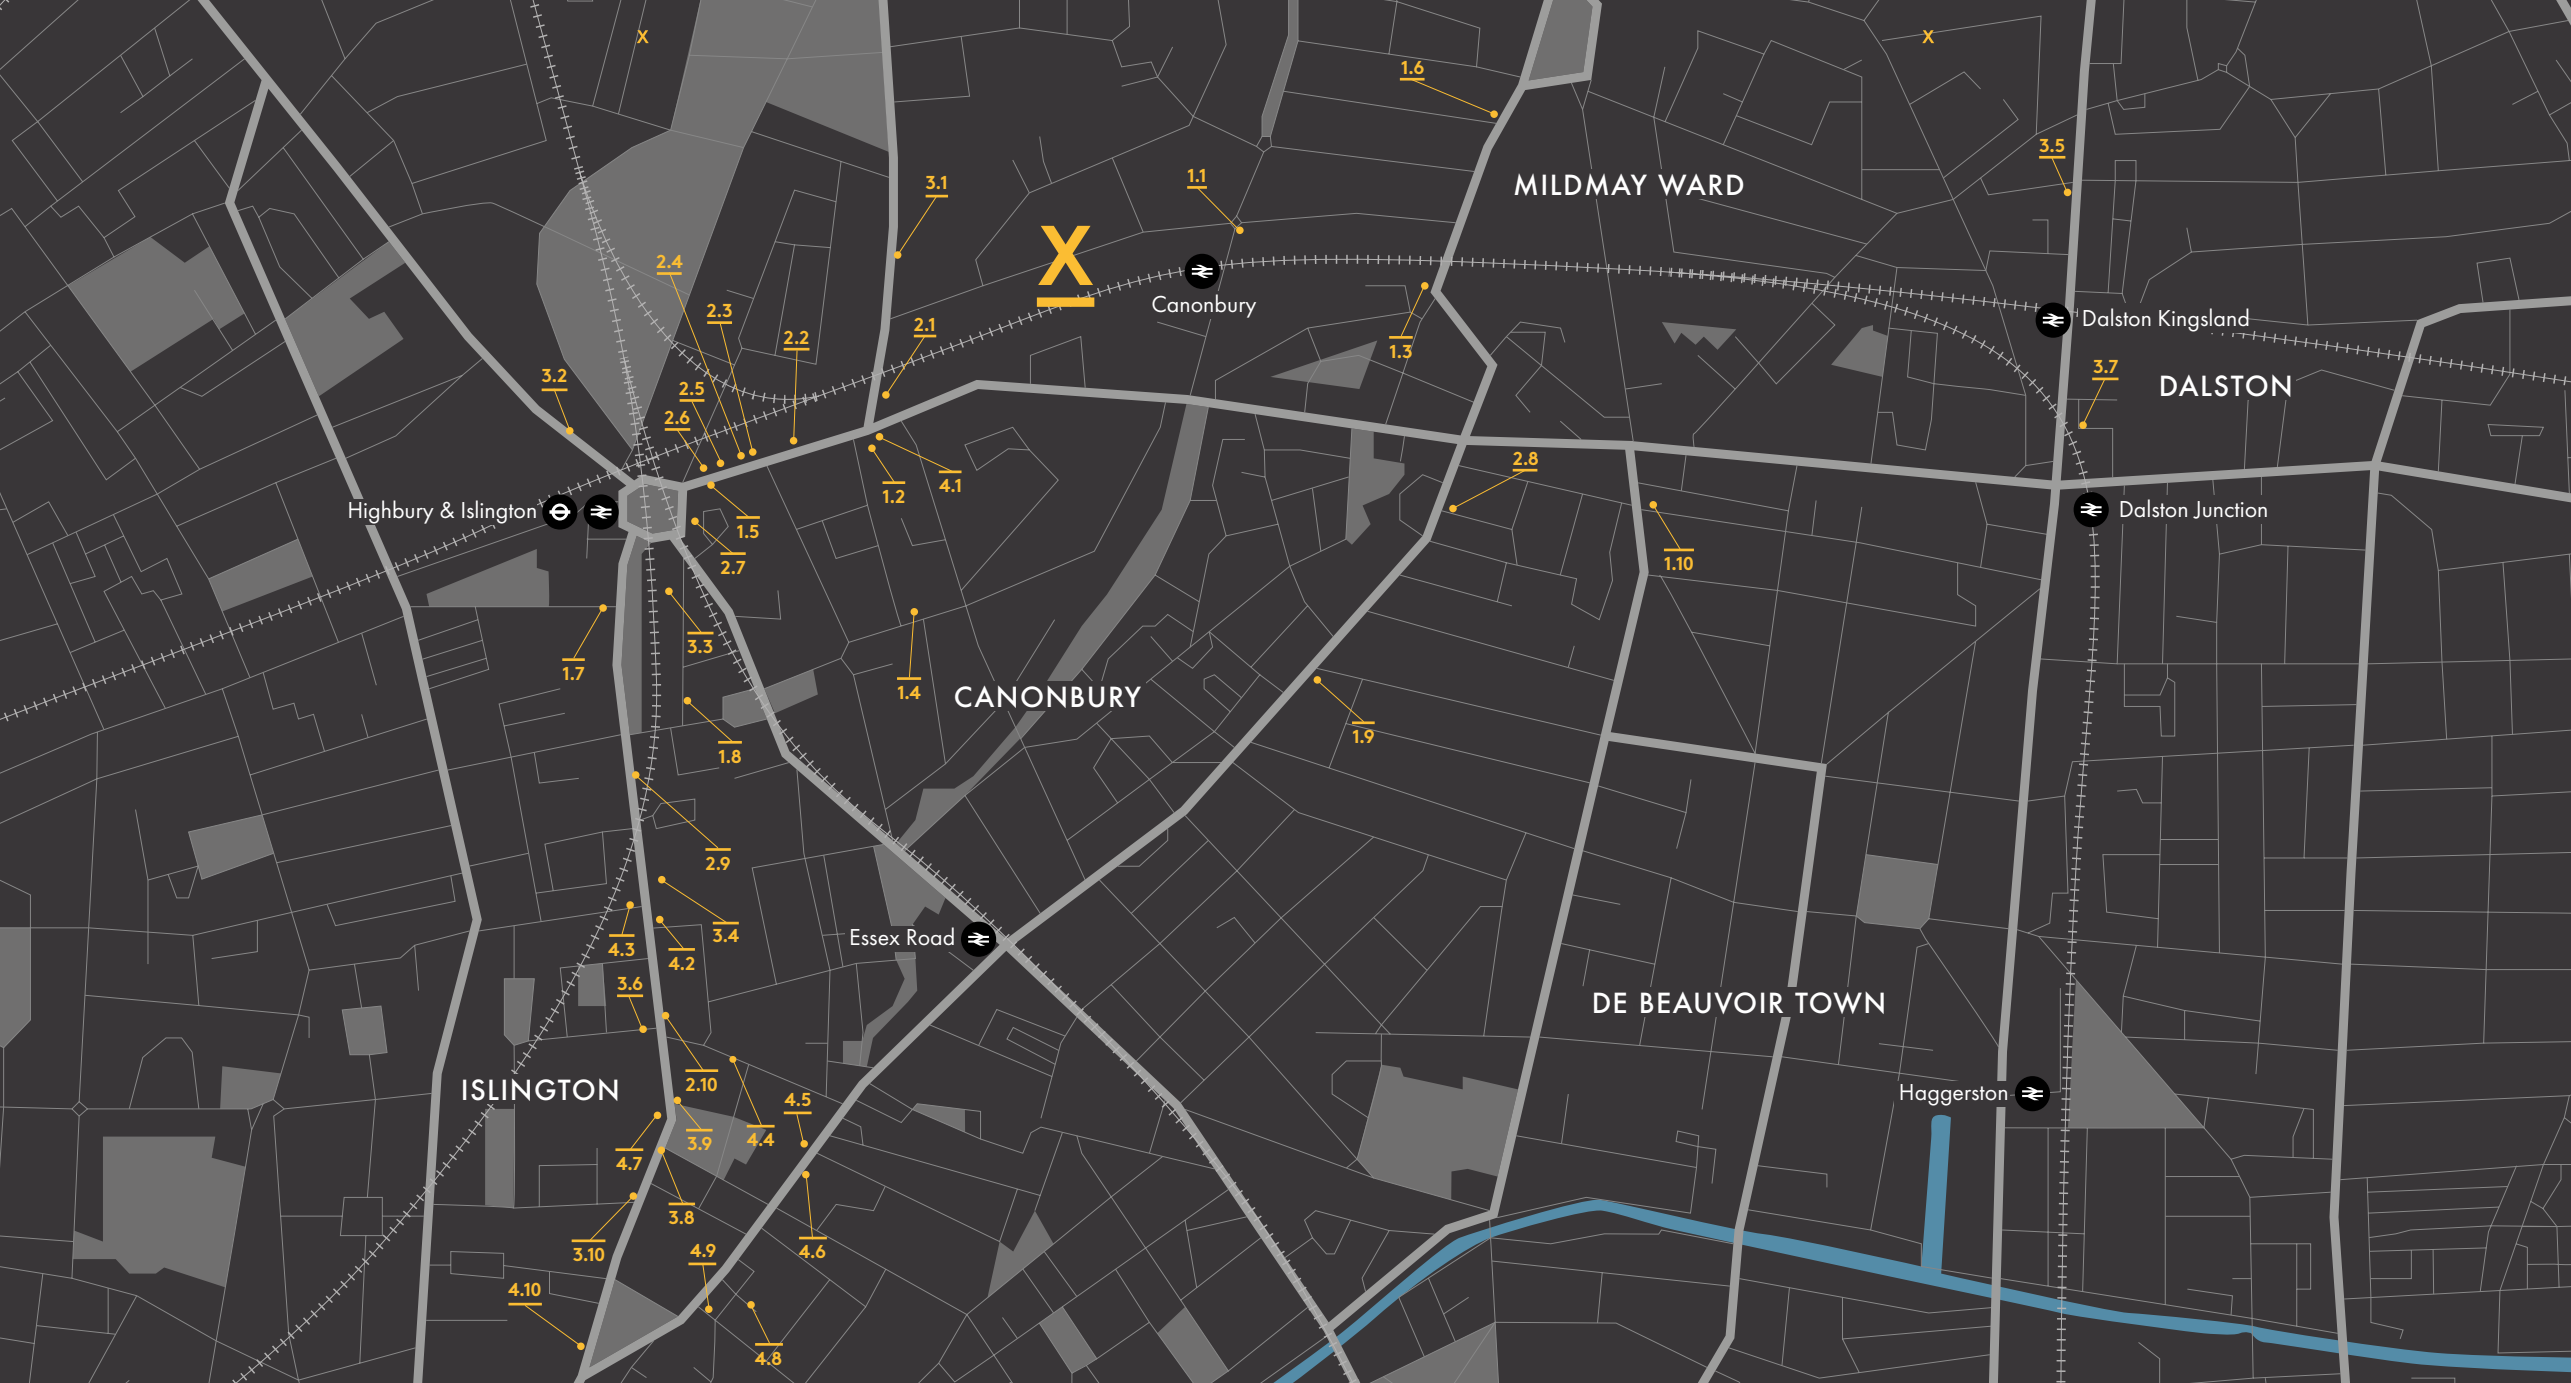 X
X
1.6
3.5
1.1
3.1
MILDMAY WARD
X
2.4
Canonbury
2.3
Dalston Kingsland
2.1
2.2
1.3
3.7
3.2
DALSTON
2.5
2.6
2.8
4.1
1.2
Highbury & Islington
Dalston Junction
1.5
2.7
1.10
3.3
1.7
1.4
CANONBURY
1.9
1.8
2.9
3.4
Essex Road
4.3
4.2
3.6
DE BEAUVOIR TOWN
2.10
ISLINGTON
Haggerston
4.5
3.9
4.4
4.7
3.8
4.6
3.10
4.9
4.10
4.8